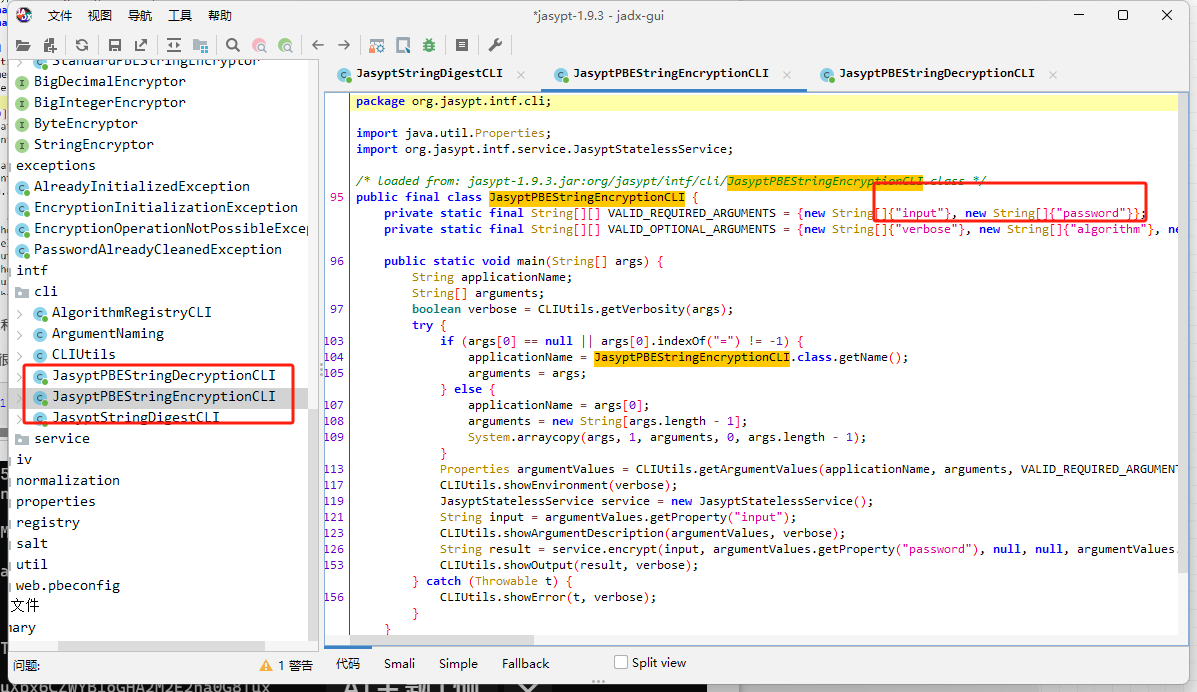 *jasypt-1.9.3 - jadx-gui
文件 视图 导航 工具 帮助
StandardPBEStringEncryptor
BigDecimalEncryptor
BigIntegerEncryptor
ByteEncryptor
StringEncryptor
exceptions
AlreadyInitializedException
EncryptionInitializationException
EncryptionOperationNotPossibleExcep
PasswordAlreadyCleanedException
intf
cli
AlgorithmRegistryCLI
ArgumentNaming
CLIUtils
JasyptPBEStringDecryptionCLI
JasyptPBEStringEncryptionCLI
JasyptStringDigestCLI
service
iv
normalization
properties
registry
salt
util
web.pbeconfig
文件
mary
问题:
1 警告
JasyptStringDigestCLI
JasyptPBEStringEncryptionCLI
JasyptPBEStringDecryptionCLI
package org.jasypt.intf.cli;
import java.util.Properties;
import org.jasypt.intf.service.JasyptStatelessService;
/* loaded from: jasypt-1.9.3.jar:org/jasypt/intf/cli/JasyptPBEStringEncryptionCLI.class */
95 public final class JasyptPBEStringEncryptionCLI {
private static final String[][] VALID_REQUIRED_ARGUMENTS = {new String[]{"input"}, new String[]{"password"}};
private static final String[][] VALID_OPTIONAL_ARGUMENTS = {new String[]{"verbose"}, new String[]{"algorithm"}, ne
96 public static void main(String[] args) {
String applicationName;
String[] arguments;
97 boolean verbose = CLIUtils.getVerbosity(args);
try {
103 if (args[0] == null || args[0].indexOf("=") != -1) {
104 applicationName = JasyptPBEStringEncryptionCLI.class.getName();
105 arguments = args;
} else {
107 applicationName = args[0];
108 arguments = new String[args.length - 1];
109 System.arraycopy(args, 1, arguments, 0, args.length - 1);
}
113 Properties argumentValues = CLIUtils.getArgumentValues(applicationName, arguments, VALID_REQUIRED_ARGUMENT
117 CLIUtils.showEnvironment(verbose);
119 JasyptStatelessService service = new JasyptStatelessService();
121 String input = argumentValues.getProperty("input");
123 CLIUtils.showArgumentDescription(argumentValues, verbose);
126 String result = service.encrypt(input, argumentValues.getProperty("password"), null, null, argumentValues.
153 CLIUtils.showOutput(result, verbose);
} catch (Throwable t) {
156 CLIUtils.showError(t, verbose);
}
}
代码 Smali Simple Fallback Split view